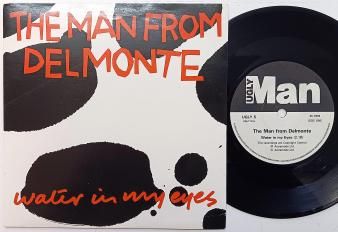 THE MAN FROM
DELMONTE
water in my eyes
UGLY
Man
UGLY 5
The Man from Delmonte
Water in my Eyes